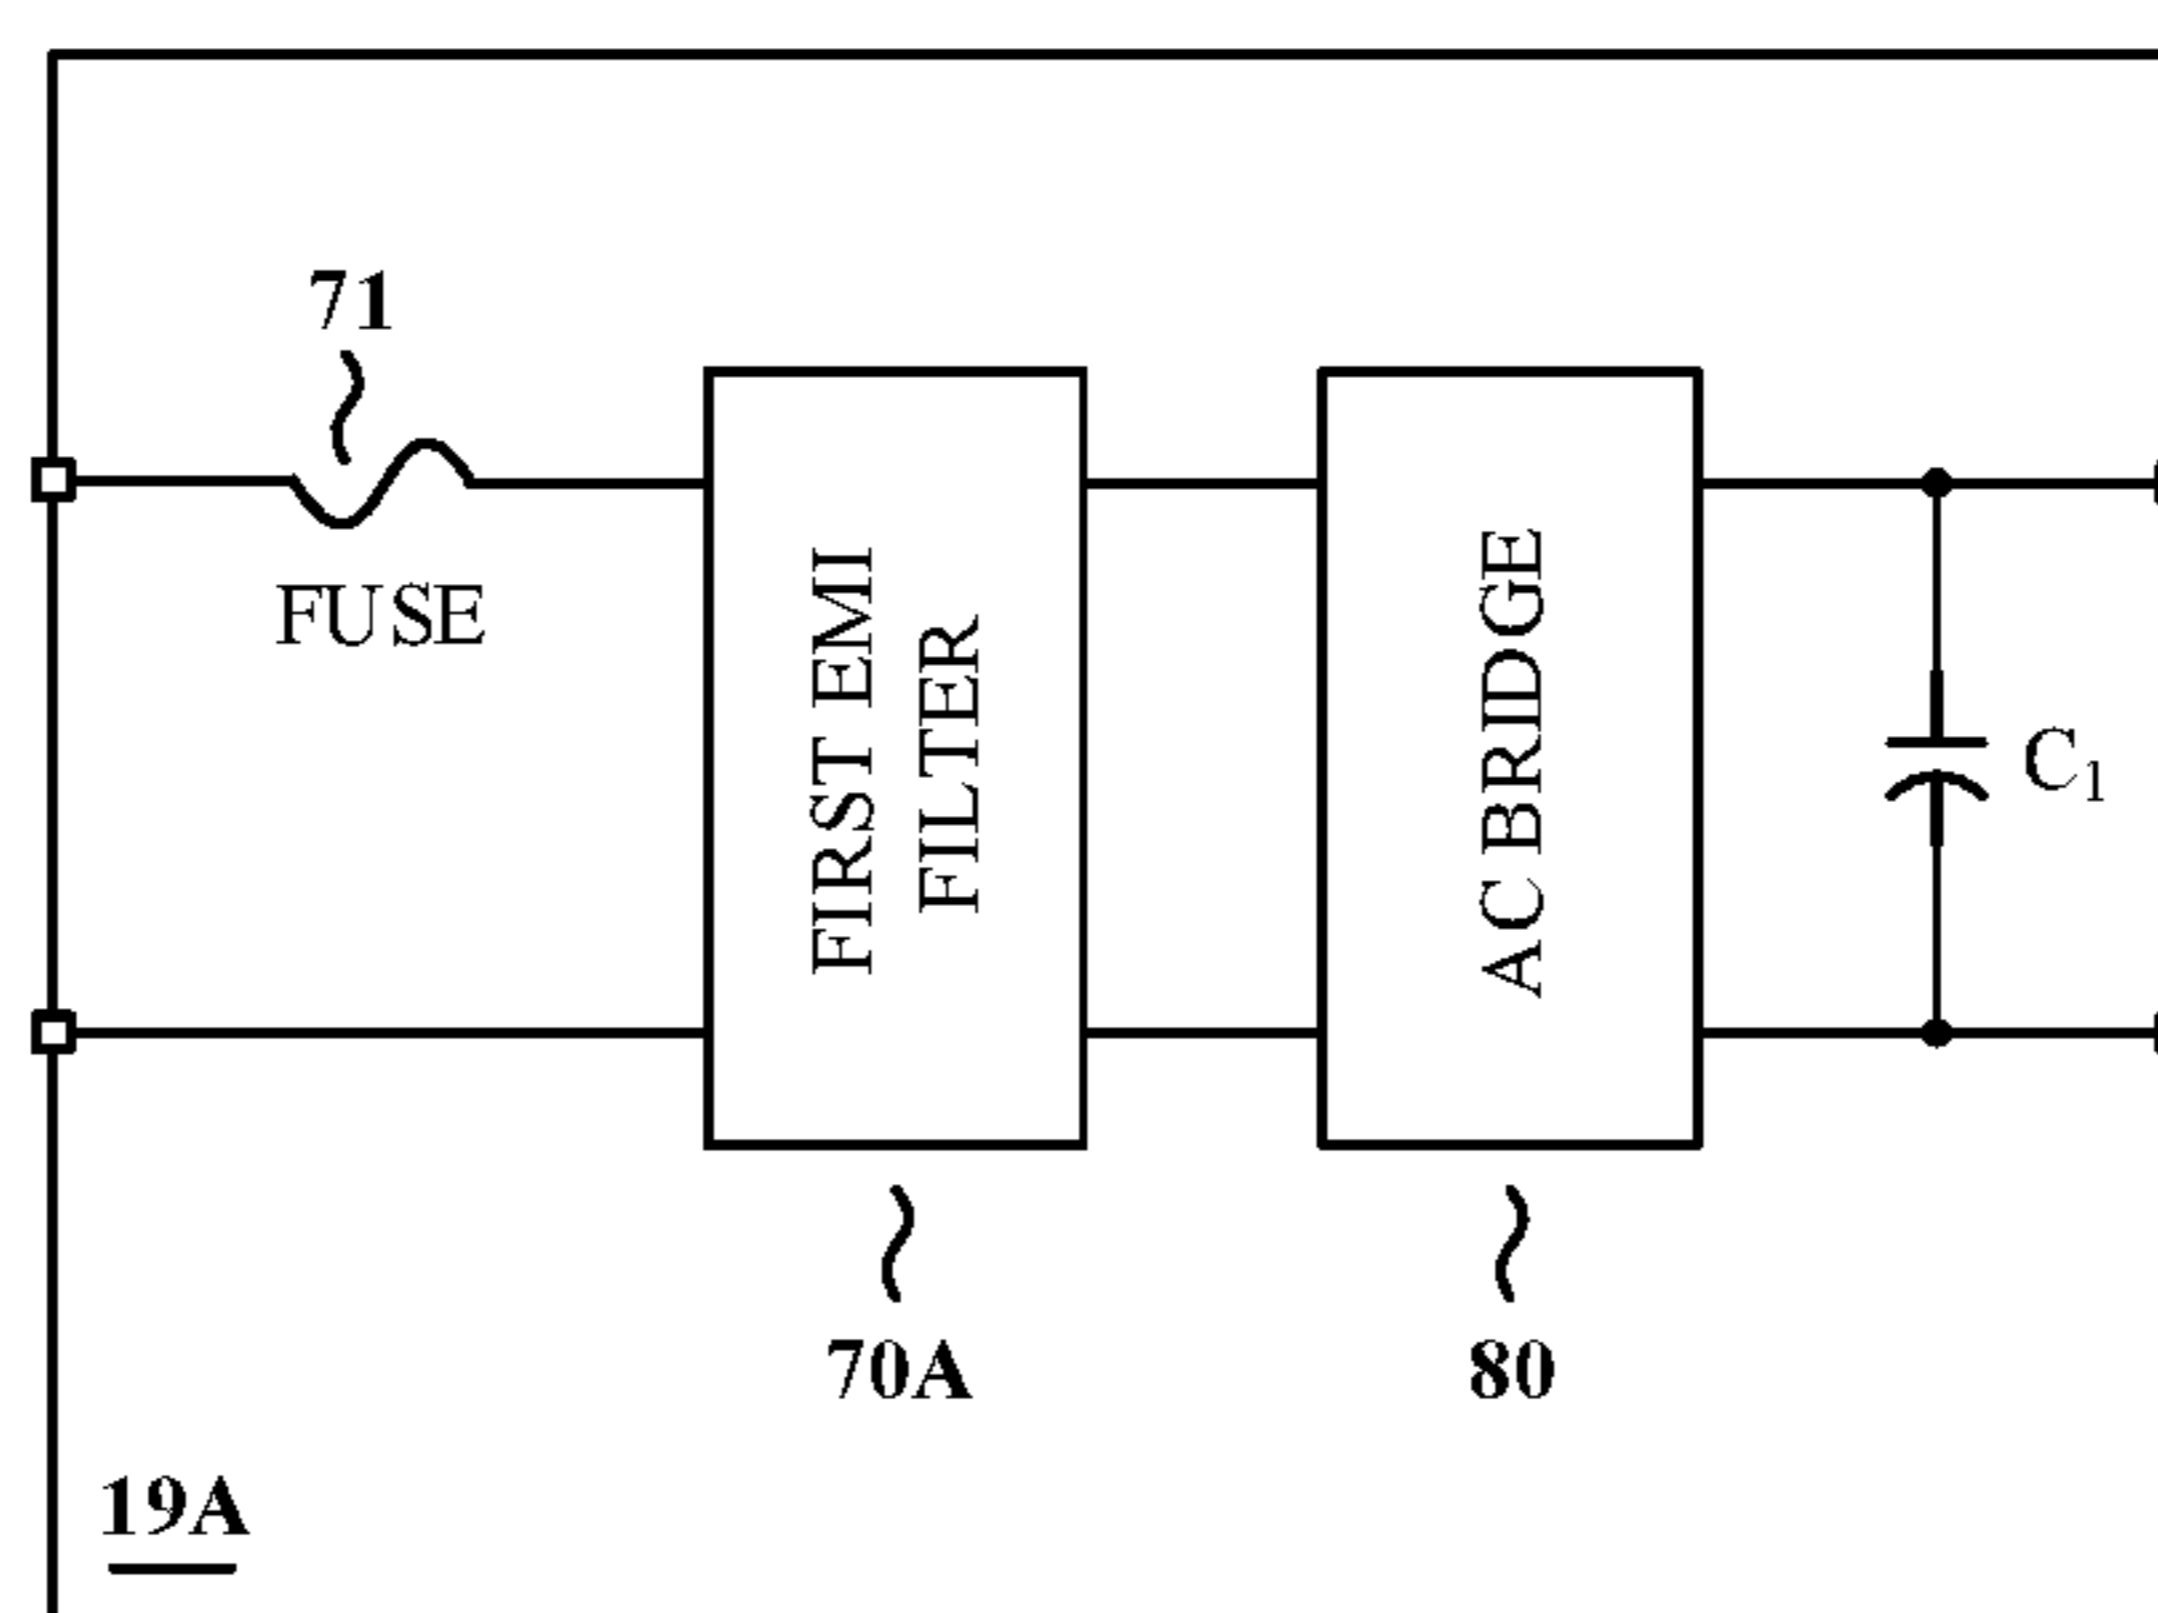 71
FUSE
FIRST EMI
FILTER
AC BRIDGE
C1
70A
80
19A